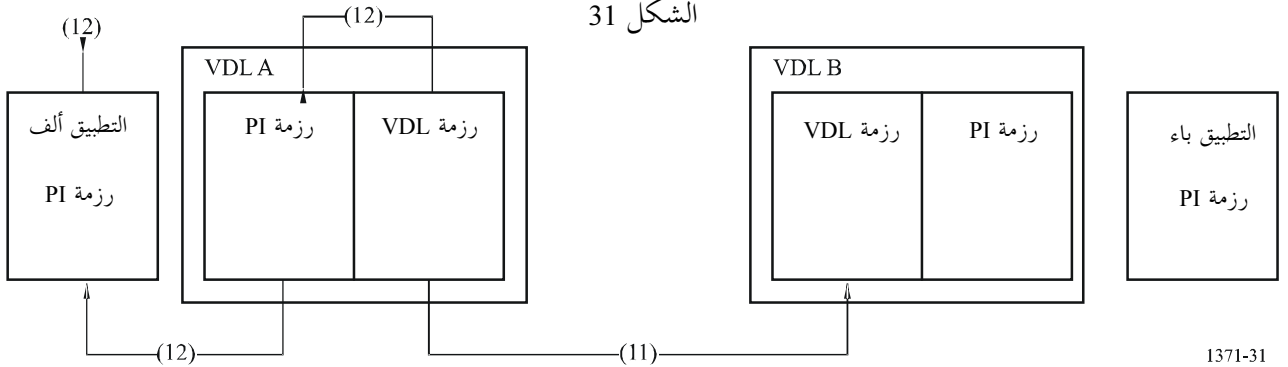 الشكل 31
(12)
(12)
VDL A
VDL B
التطبيق ألف
رزمة PI
رزمة PI
رزمة VDL
رزمة VDL
رزمة PI
التطبيق باء
رزمة PI
(12)
(11)
1371-31